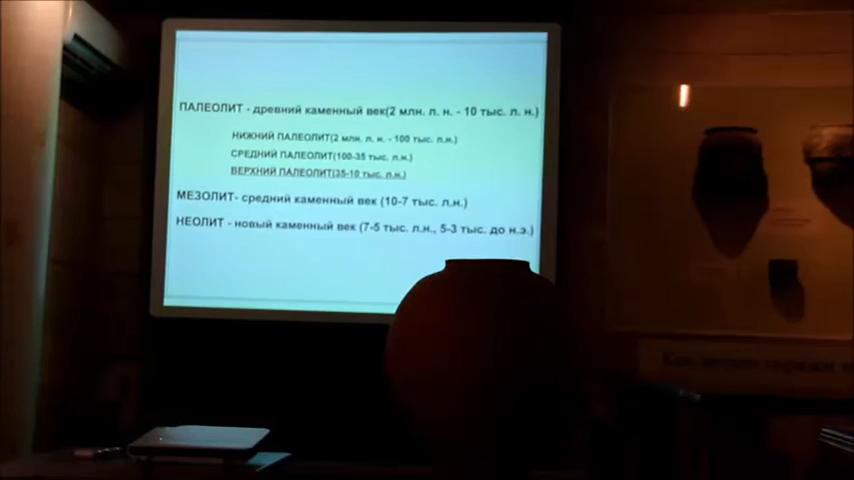 ПАЛЕОЛИТ - древний каменный век(2 млн. л. н. - 10 тыс. л. н.)
НИЖНИЙ ПАЛЕОЛИТ(2 млн. л. н. - 100 тыс. л.н.)
СРЕДНИЙ ПАЛЕОЛИТ(100-35 тыс. л.н.)
ВЕРХНИЙ ПАЛЕОЛИТ(35-10 тыс. л.н.)
МЕЗОЛИТ- средний каменный век (10-7 тыс. л.н.)
НЕОЛИТ - новый каменный век (7-5 тыс. л.н., 5-3 тыс. до н.э.)